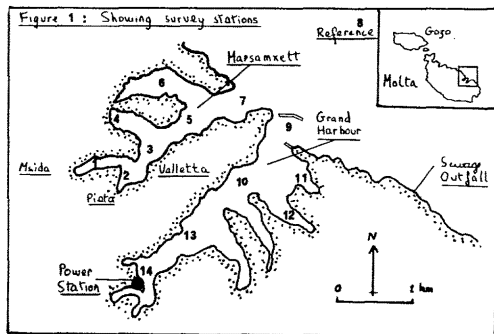 Figure 1 : Showing survey stations
8
Reference
Gozo
Malta
Marsamxett
6
7
5
4
9
Grand
Harbour
3
Valletta
Msida
1
2
Piata
10
11
Sewage
Outfall
12
13
N
14
Power
Station
0 1 km